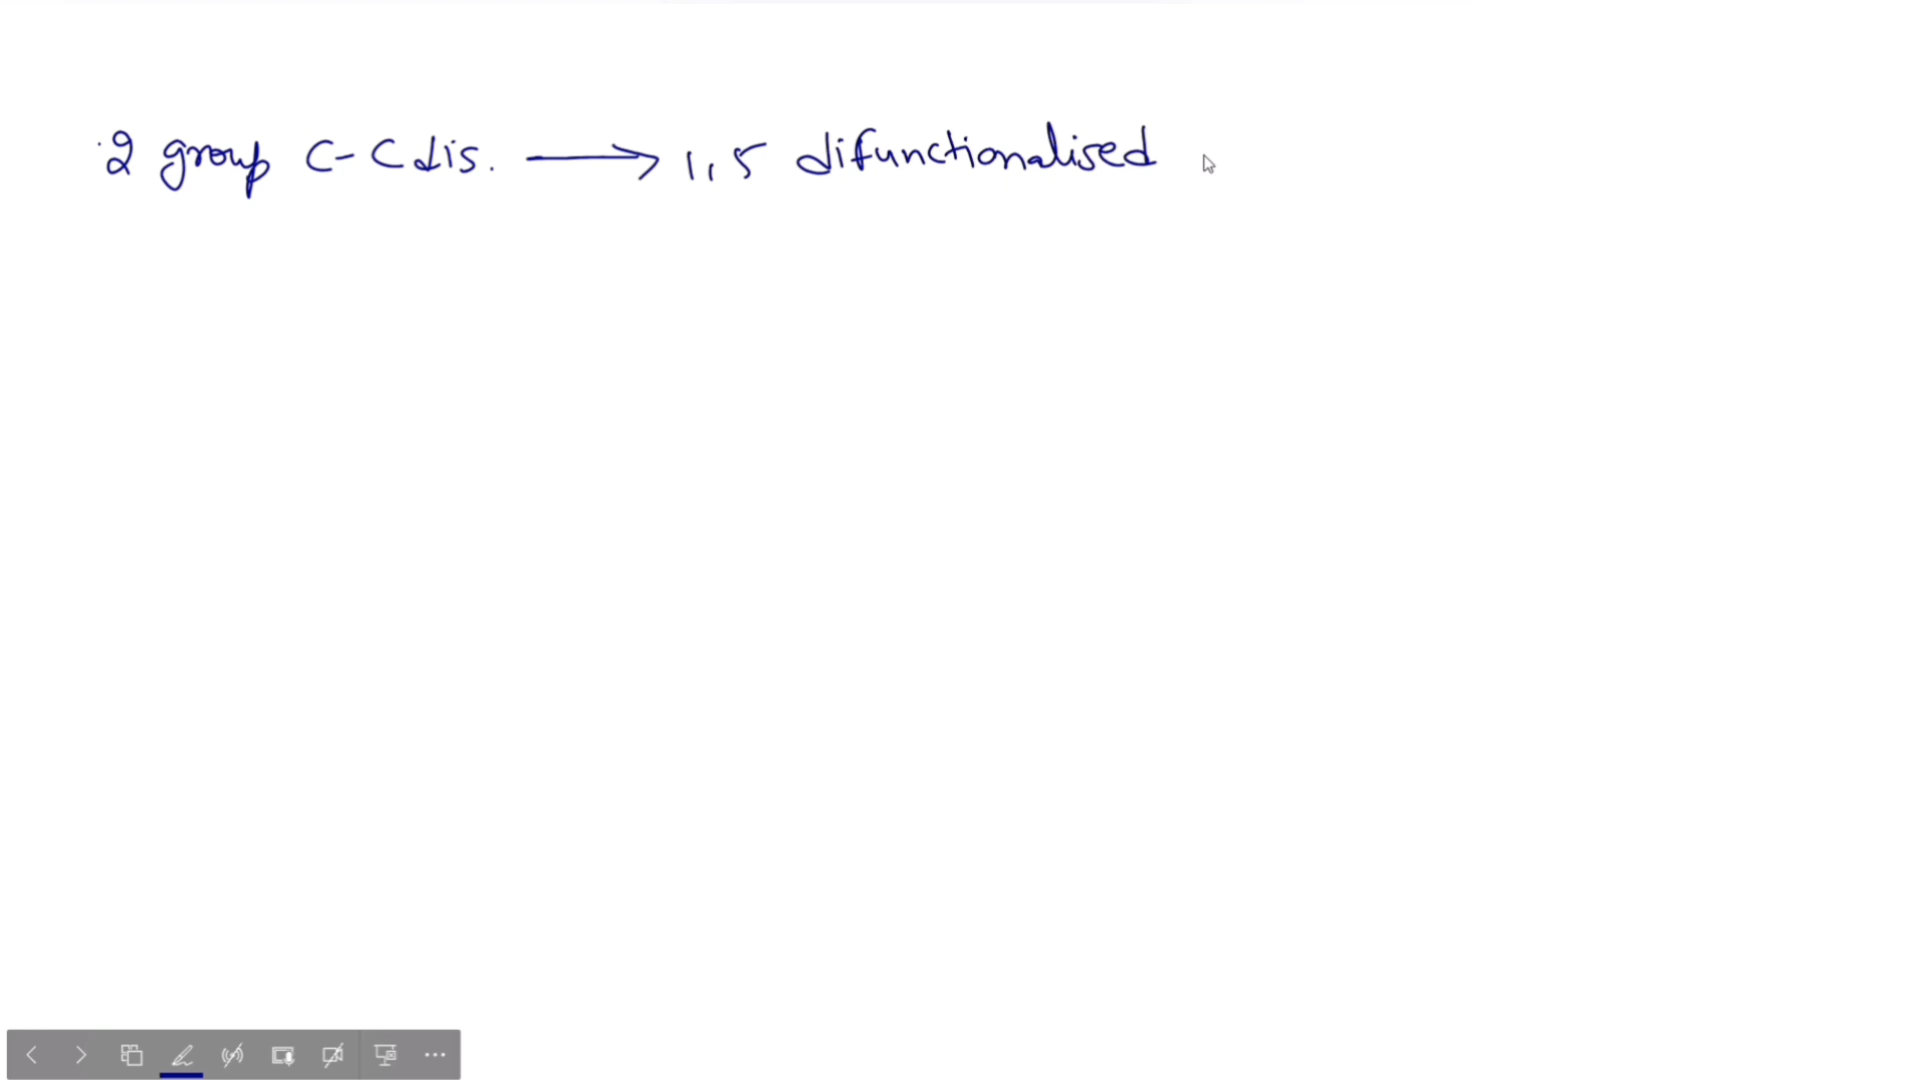 2 group C-C dis. ⟶ 1,5 difunctionalised